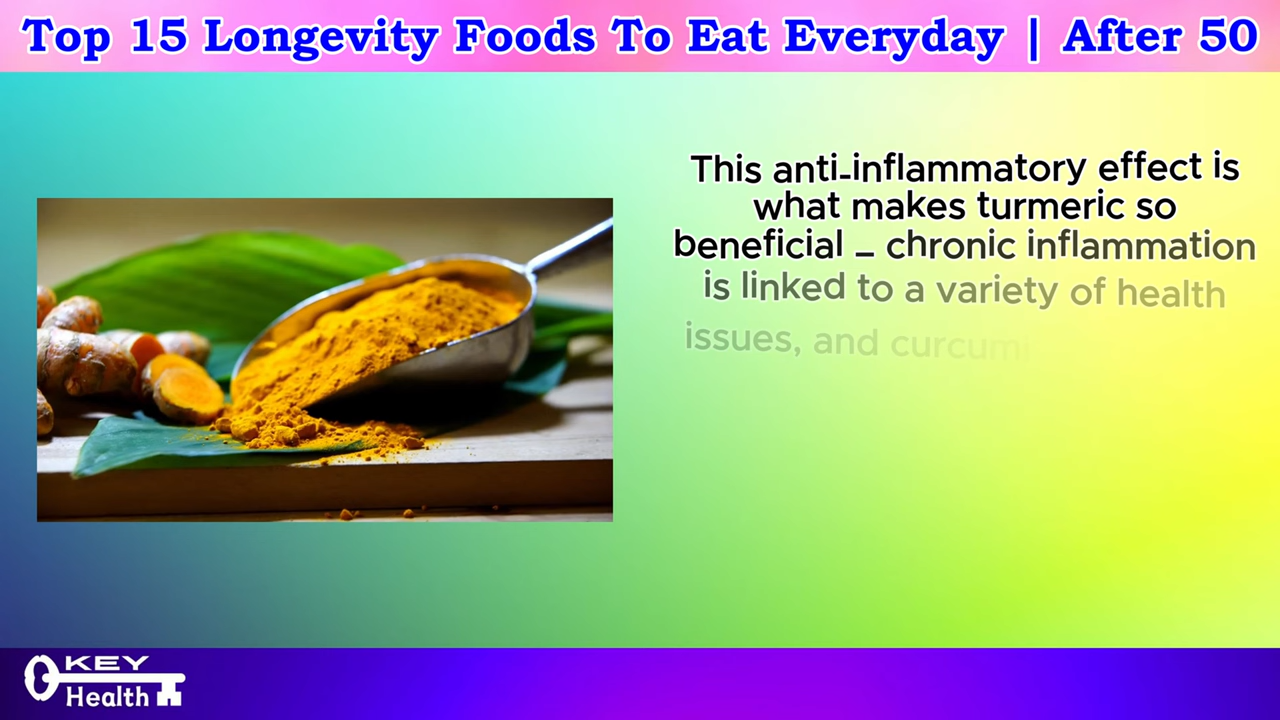 Top 15 Longevity Foods To Eat Everyday | After 50
This anti-inflammatory effect is
what makes turmeric so
beneficial – chronic inflammation
is linked to a variety of health
issues, and
KEY
Health